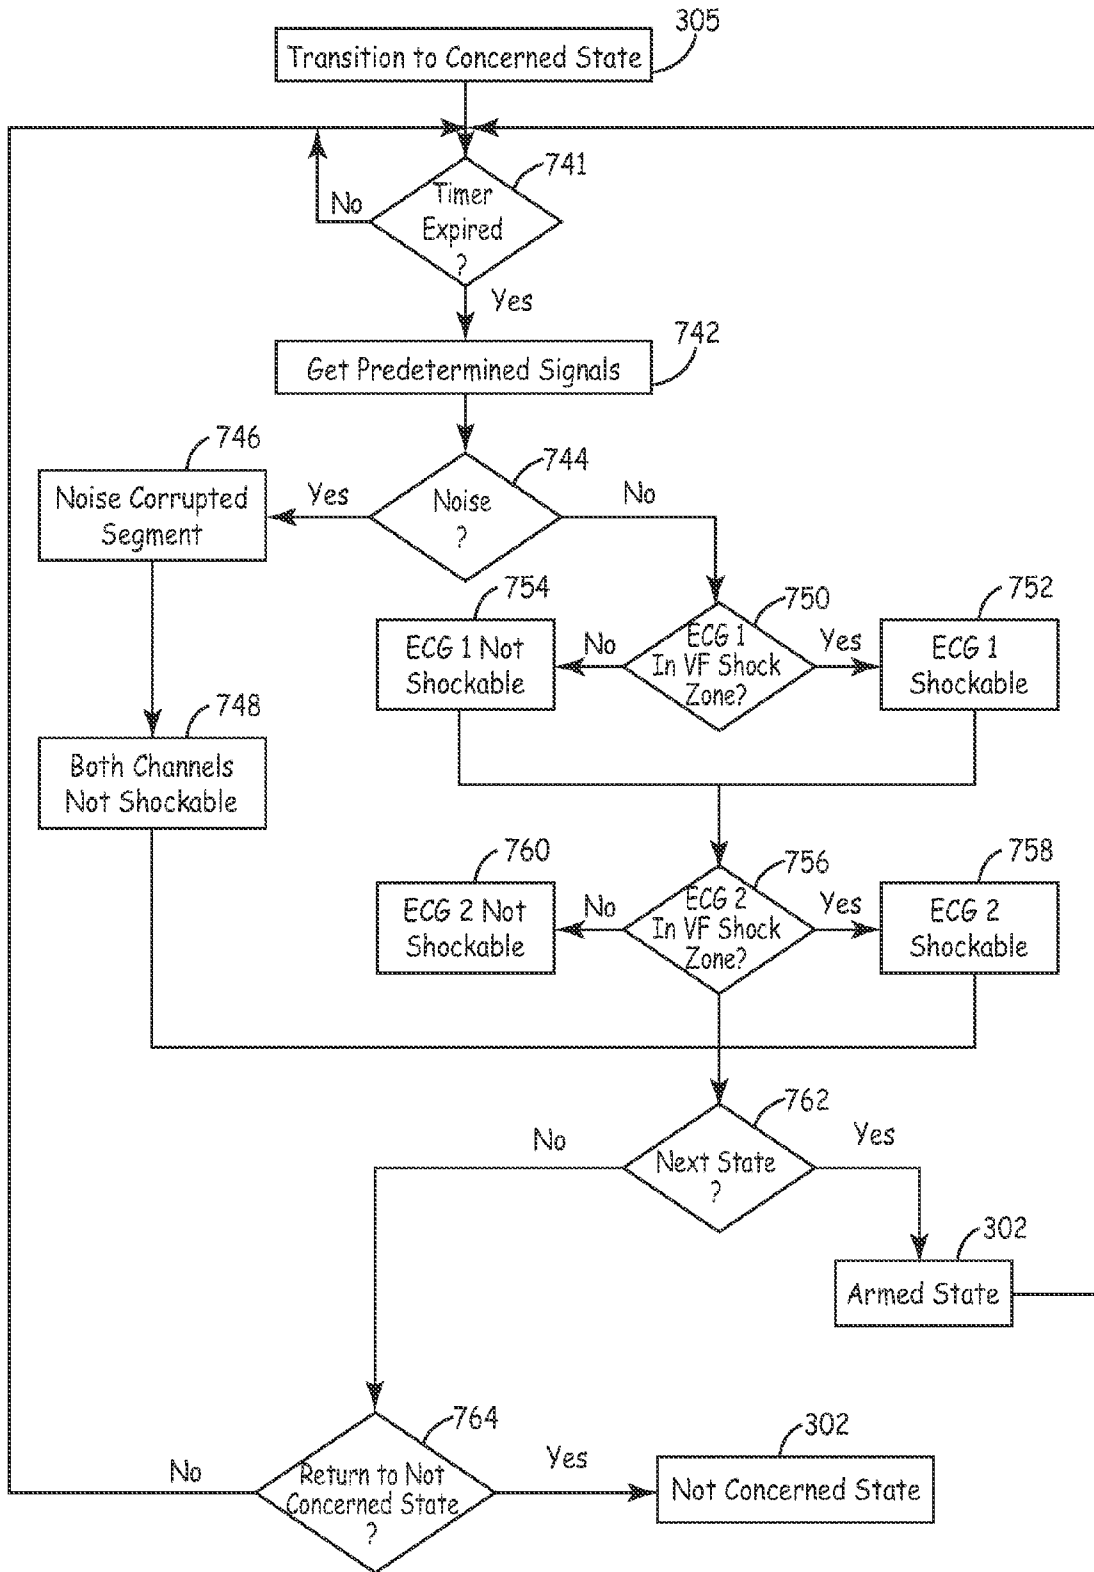 305
Transition to Concerned State
741
Timer
Expired
?
No
Yes
742
Get Predetermined Signals
746
744
Noise Corrupted
Segment
Yes
Noise
?
No
754
750
752
ECG 1 Not
Shockable
No
ECG 1
In VF Shock
Zone?
Yes
ECG 1
Shockable
748
Both Channels
Not Shockable
760
756
758
ECG 2 Not
Shockable
No
ECG 2
In VF Shock
Zone?
Yes
ECG 2
Shockable
762
No
Next State
?
Yes
302
Armed State
764
No
Return to Not
Concerned State
?
Yes
302
Not Concerned State